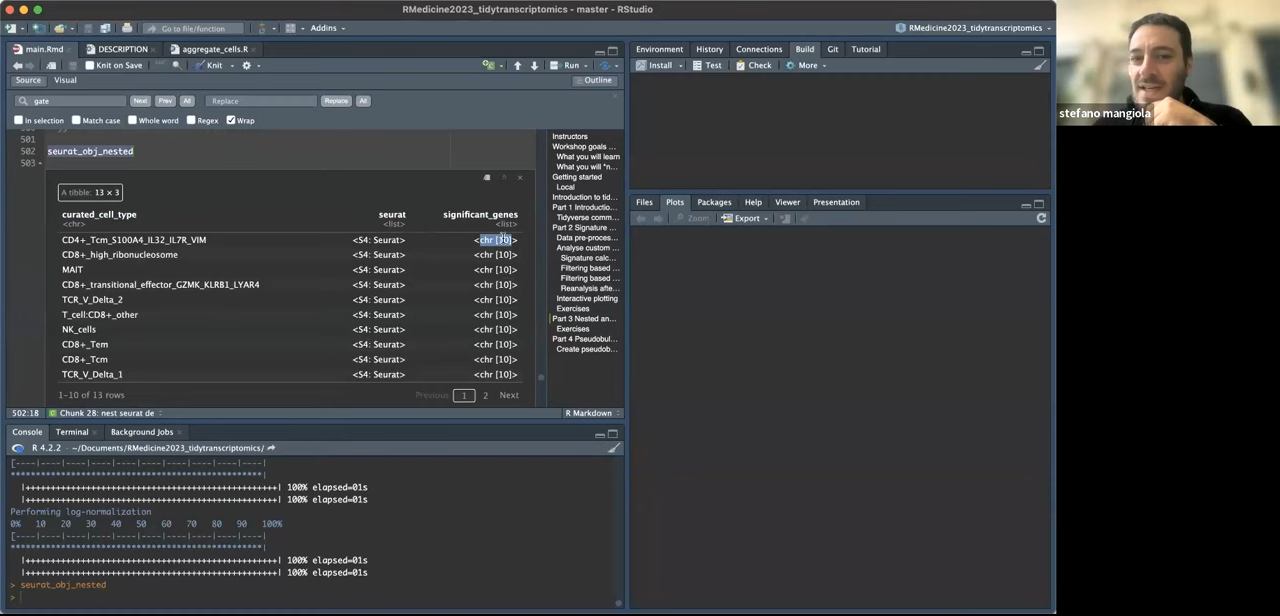 RMedicine2023_tidytranscriptomics - master - RStudio
Go to file/function
Addins
RMedicine2023_tidytranscriptomics
main.Rmd
DESCRIPTION
aggregate_cells.R
Knit on Save
Knit
Run
Source
Visual
Outline
gate
Next
Prev
All
Replace
Replace
All
In selection
Match case
Whole word
Regex
Wrap
501
502
seurat_obj_nested
503
A tibble: 13 × 3
curated_cell_type seurat significant_genes
<chr> <list> <list>
CD4+_Tcm_S100A4_IL32_IL7R_VIM <S4: Seurat> <chr [10]>
CD8+_high_ribonucleosome <S4: Seurat> <chr [10]>
MAIT <S4: Seurat> <chr [10]>
CD8+_transitional_effector_GZMK_KLRB1_LYAR4 <S4: Seurat> <chr [10]>
TCR_V_Delta_2 <S4: Seurat> <chr [10]>
T_cell:CD8+_other <S4: Seurat> <chr [10]>
NK_cells <S4: Seurat> <chr [10]>
CD8+_Tem <S4: Seurat> <chr [10]>
CD8+_Tcm <S4: Seurat> <chr [10]>
TCR_V_Delta_1 <S4: Seurat> <chr [10]>
1-10 of 13 rows
Previous 1 2 Next
Instructors
Workshop goals ...
What you will learn
What you will *n...
Getting started
Local
Introduction to tid...
Part 1 Introductio...
Tidyverse comm...
Part 2 Signature ...
Data pre-proces...
Analyse custom ...
Signature calc...
Filtering based ...
Filtering based ...
Reanalysis afte...
Interactive plotting
Exercises
Part 3 Nested an...
Exercises
Part 4 Pseudobul...
Create pseudob...
502:18
Chunk 28: nest seurat de
R Markdown
Console
Terminal
Background Jobs
R 4.2.2 · ~/Documents/RMedicine2023_tidytranscriptomics/
[----|----|----|----|----|----|----|----|----|----|
**************************************************|
|++++++++++++++++++++++++++++++++++++++++++++++++++| 100% elapsed=01s
|++++++++++++++++++++++++++++++++++++++++++++++++++| 100% elapsed=01s
Performing log-normalization
0% 10 20 30 40 50 60 70 80 90 100%
[----|----|----|----|----|----|----|----|----|----|
**************************************************|
|++++++++++++++++++++++++++++++++++++++++++++++++++| 100% elapsed=01s
|++++++++++++++++++++++++++++++++++++++++++++++++++| 100% elapsed=01s
> seurat_obj_nested
>
Environment
History
Connections
Build
Git
Tutorial
Install
Test
Check
More
Files
Plots
Packages
Help
Viewer
Presentation
Zoom
Export
stefano mangiola